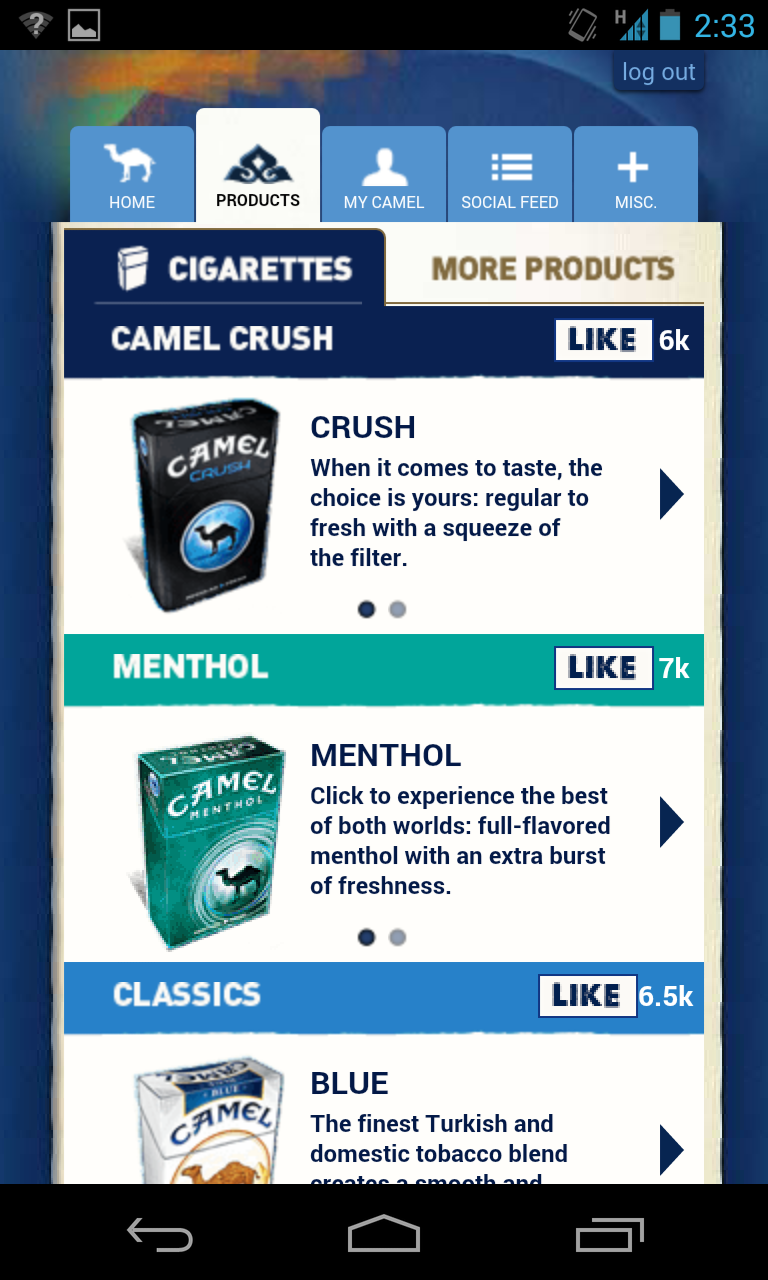 H 2:33
log out
HOME PRODUCTS MY CAMEL SOCIAL FEED MISC.
CIGARETTES MORE PRODUCTS
CAMEL CRUSH LIKE 6k
CAMEL
CRUSH
CRUSH
When it comes to taste, the
choice is yours: regular to
fresh with a squeeze of
the filter.
MENTHOL LIKE 7k
CAMEL
MENTHOL
MENTHOL
Click to experience the best
of both worlds: full-flavored
menthol with an extra burst
of freshness.
CLASSICS LIKE 6.5k
BLUE
CAMEL
BLUE
The finest Turkish and
domestic tobacco blend
creates a smooth and